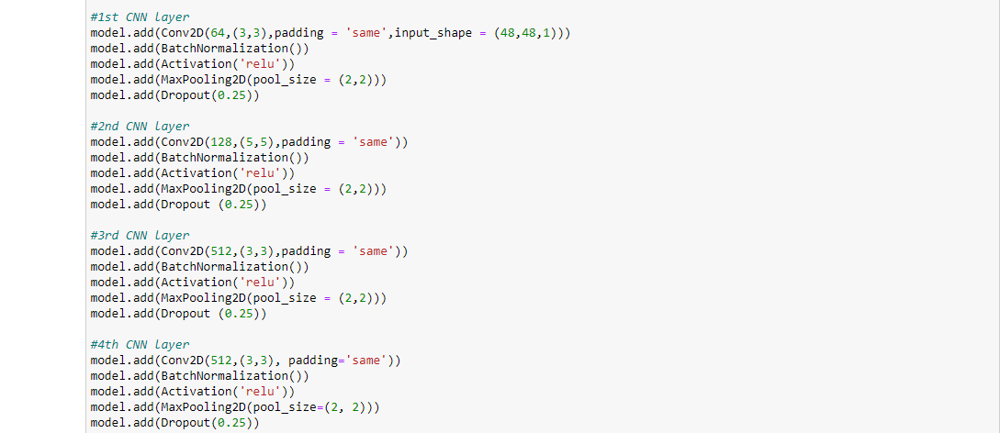 #1st CNN layer
model.add(Conv2D(64,(3,3),padding = 'same',input_shape = (48,48,1)))
model.add(BatchNormalization())
model.add(Activation('relu'))
model.add(MaxPooling2D(pool_size = (2,2)))
model.add(Dropout(0.25))
#2nd CNN layer
model.add(Conv2D(128,(5,5),padding = 'same'))
model.add(BatchNormalization())
model.add(Activation('relu'))
model.add(MaxPooling2D(pool_size = (2,2)))
model.add(Dropout (0.25))
#3rd CNN layer
model.add(Conv2D(512,(3,3),padding = 'same'))
model.add(BatchNormalization())
model.add(Activation('relu'))
model.add(MaxPooling2D(pool_size = (2,2)))
model.add(Dropout (0.25))
#4th CNN layer
model.add(Conv2D(512,(3,3), padding='same'))
model.add(BatchNormalization())
model.add(Activation('relu'))
model.add(MaxPooling2D(pool_size=(2, 2)))
model.add(Dropout(0.25))